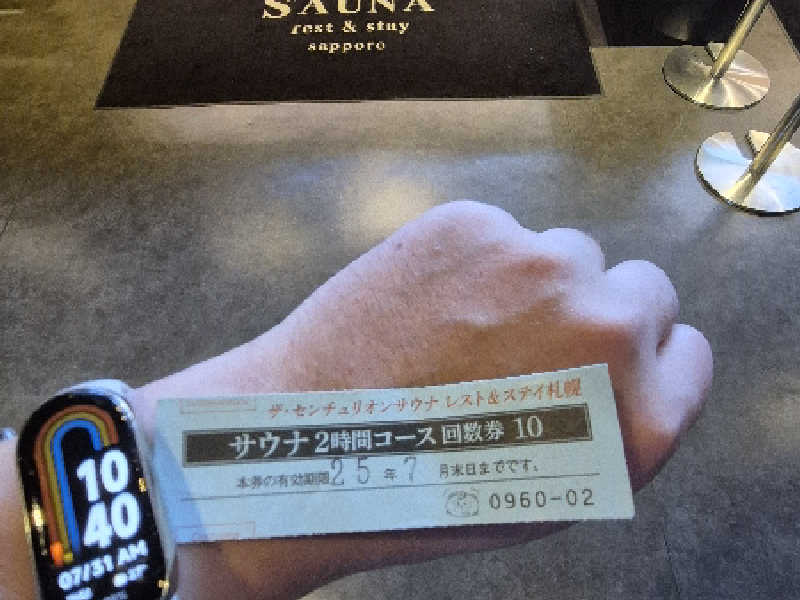 SAUNA
rest & stay
sapporo
ザ・センチュリオンサウナ レスト&ステイ札幌
サウナ 2時間コース 回数券 10
本券の有効期限 25 年 7 月末日までです。
0960-02
10
40
07/31 AM